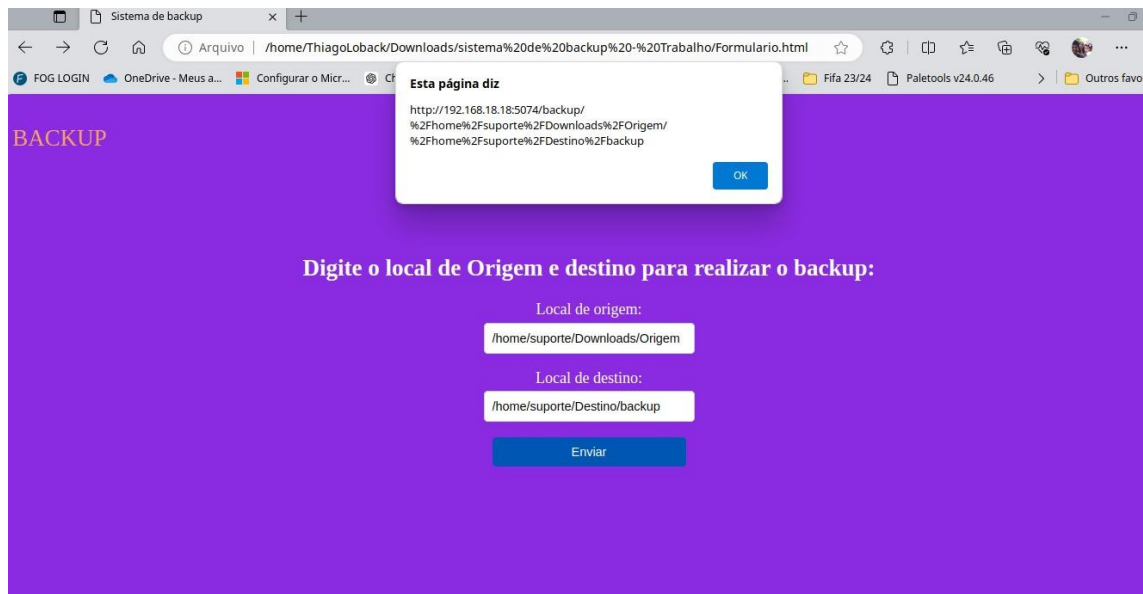 Sistema de backup
Arquivo | /home/ThiagoLoback/Downloads/sistema%20de%20backup%20-%20Trabalho/Formulario.html
FOG LOGIN OneDrive - Meus a... Configurar o Micr... Fifa 23/24 Paletools v24.0.46 Outros favo
Esta página diz
http://192.168.18.18:5074/backup/
%2Fhome%2Fsuporte%2FDownloads%2FOrigem/
%2Fhome%2Fsuporte%2FDestino%2Fbackup
OK
BACKUP
Digite o local de Origem e destino para realizar o backup:
Local de origem:
/home/suporte/Downloads/Origem
Local de destino:
/home/suporte/Destino/backup
Enviar